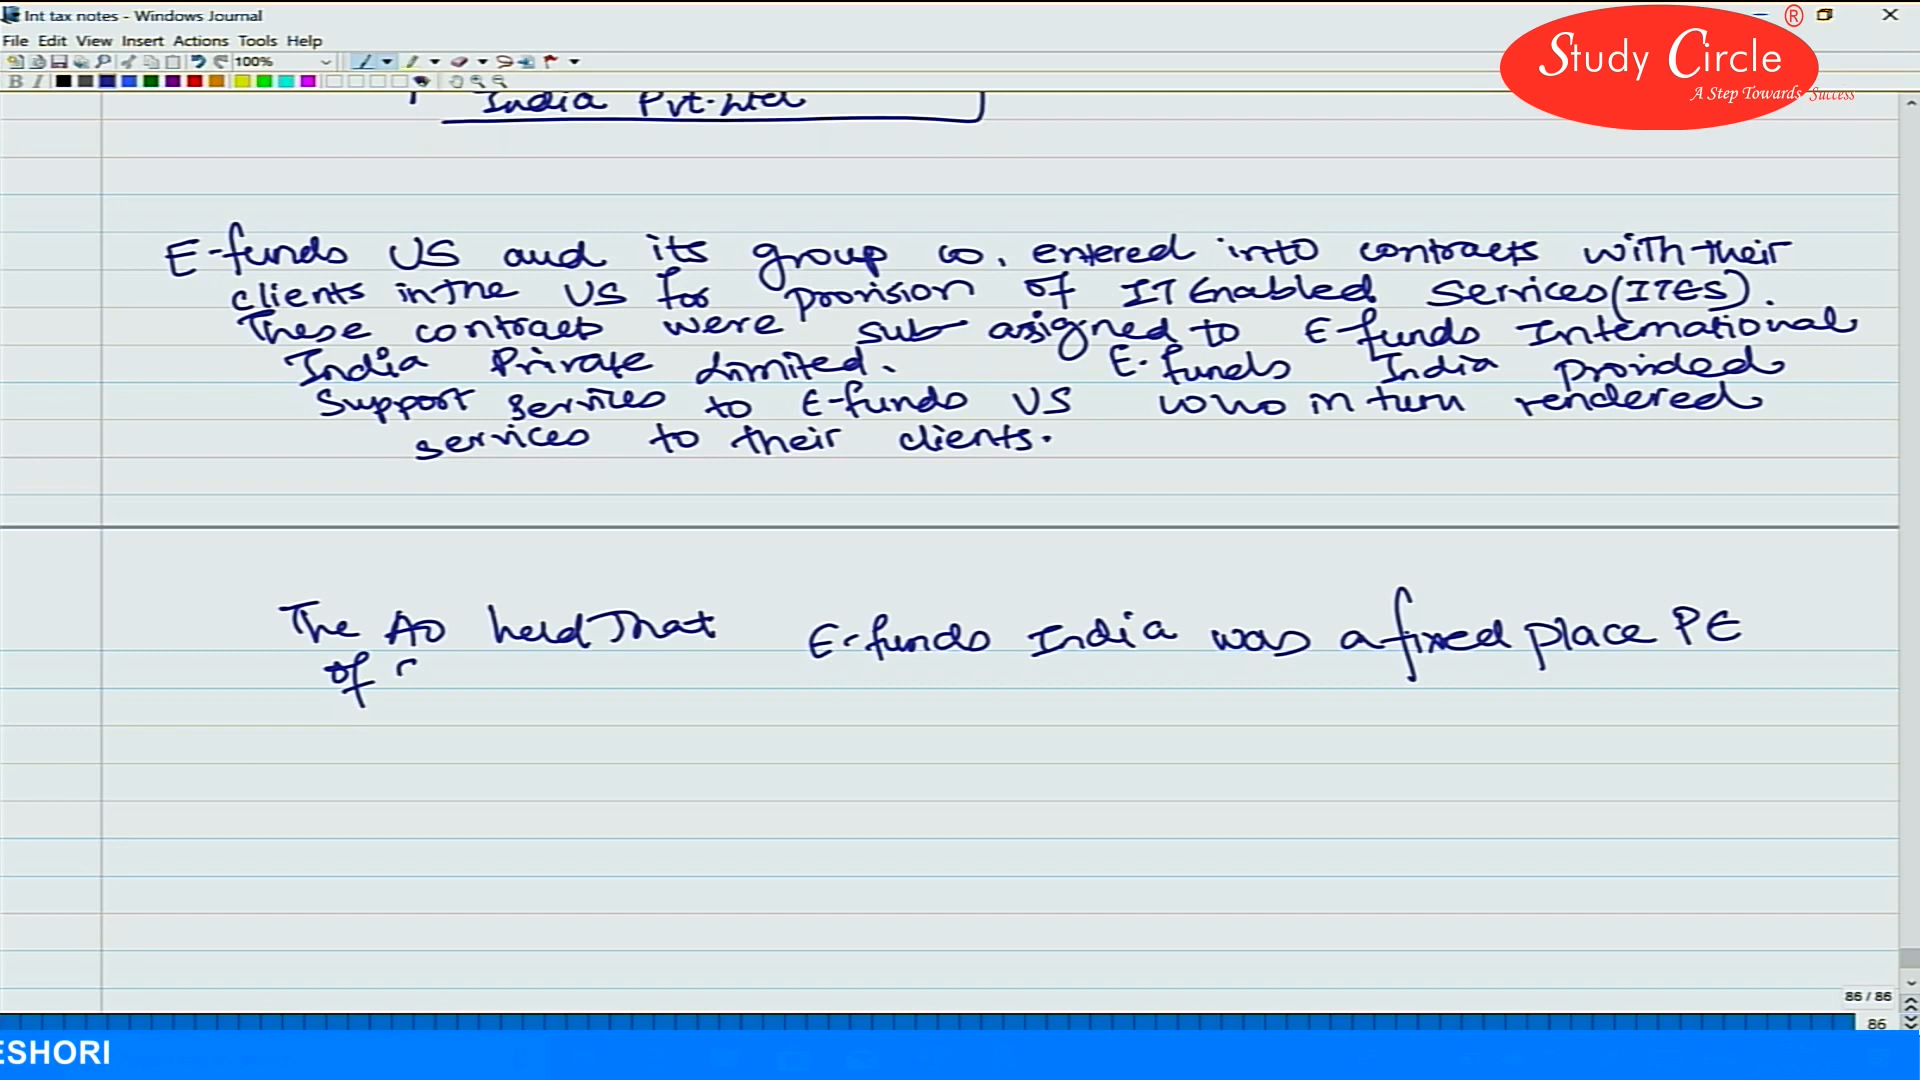 Int tax notes - Windows Journal
File Edit View Insert Actions Tools Help
100%
B I
Study Circle ®
A Step Towards Success
India Pvt. Ltd
E-funds US and its group co. entered into contracts with their
clients in the US for provision of IT Enabled Services (ITES).
These contracts were sub assigned to E-funds International
India Private Limited. E-funds India provided
support services to E-funds US who in turn rendered
services to their clients.
The AO held that E-funds India was a fixed place PE
of
86 / 86
86
ESHORI